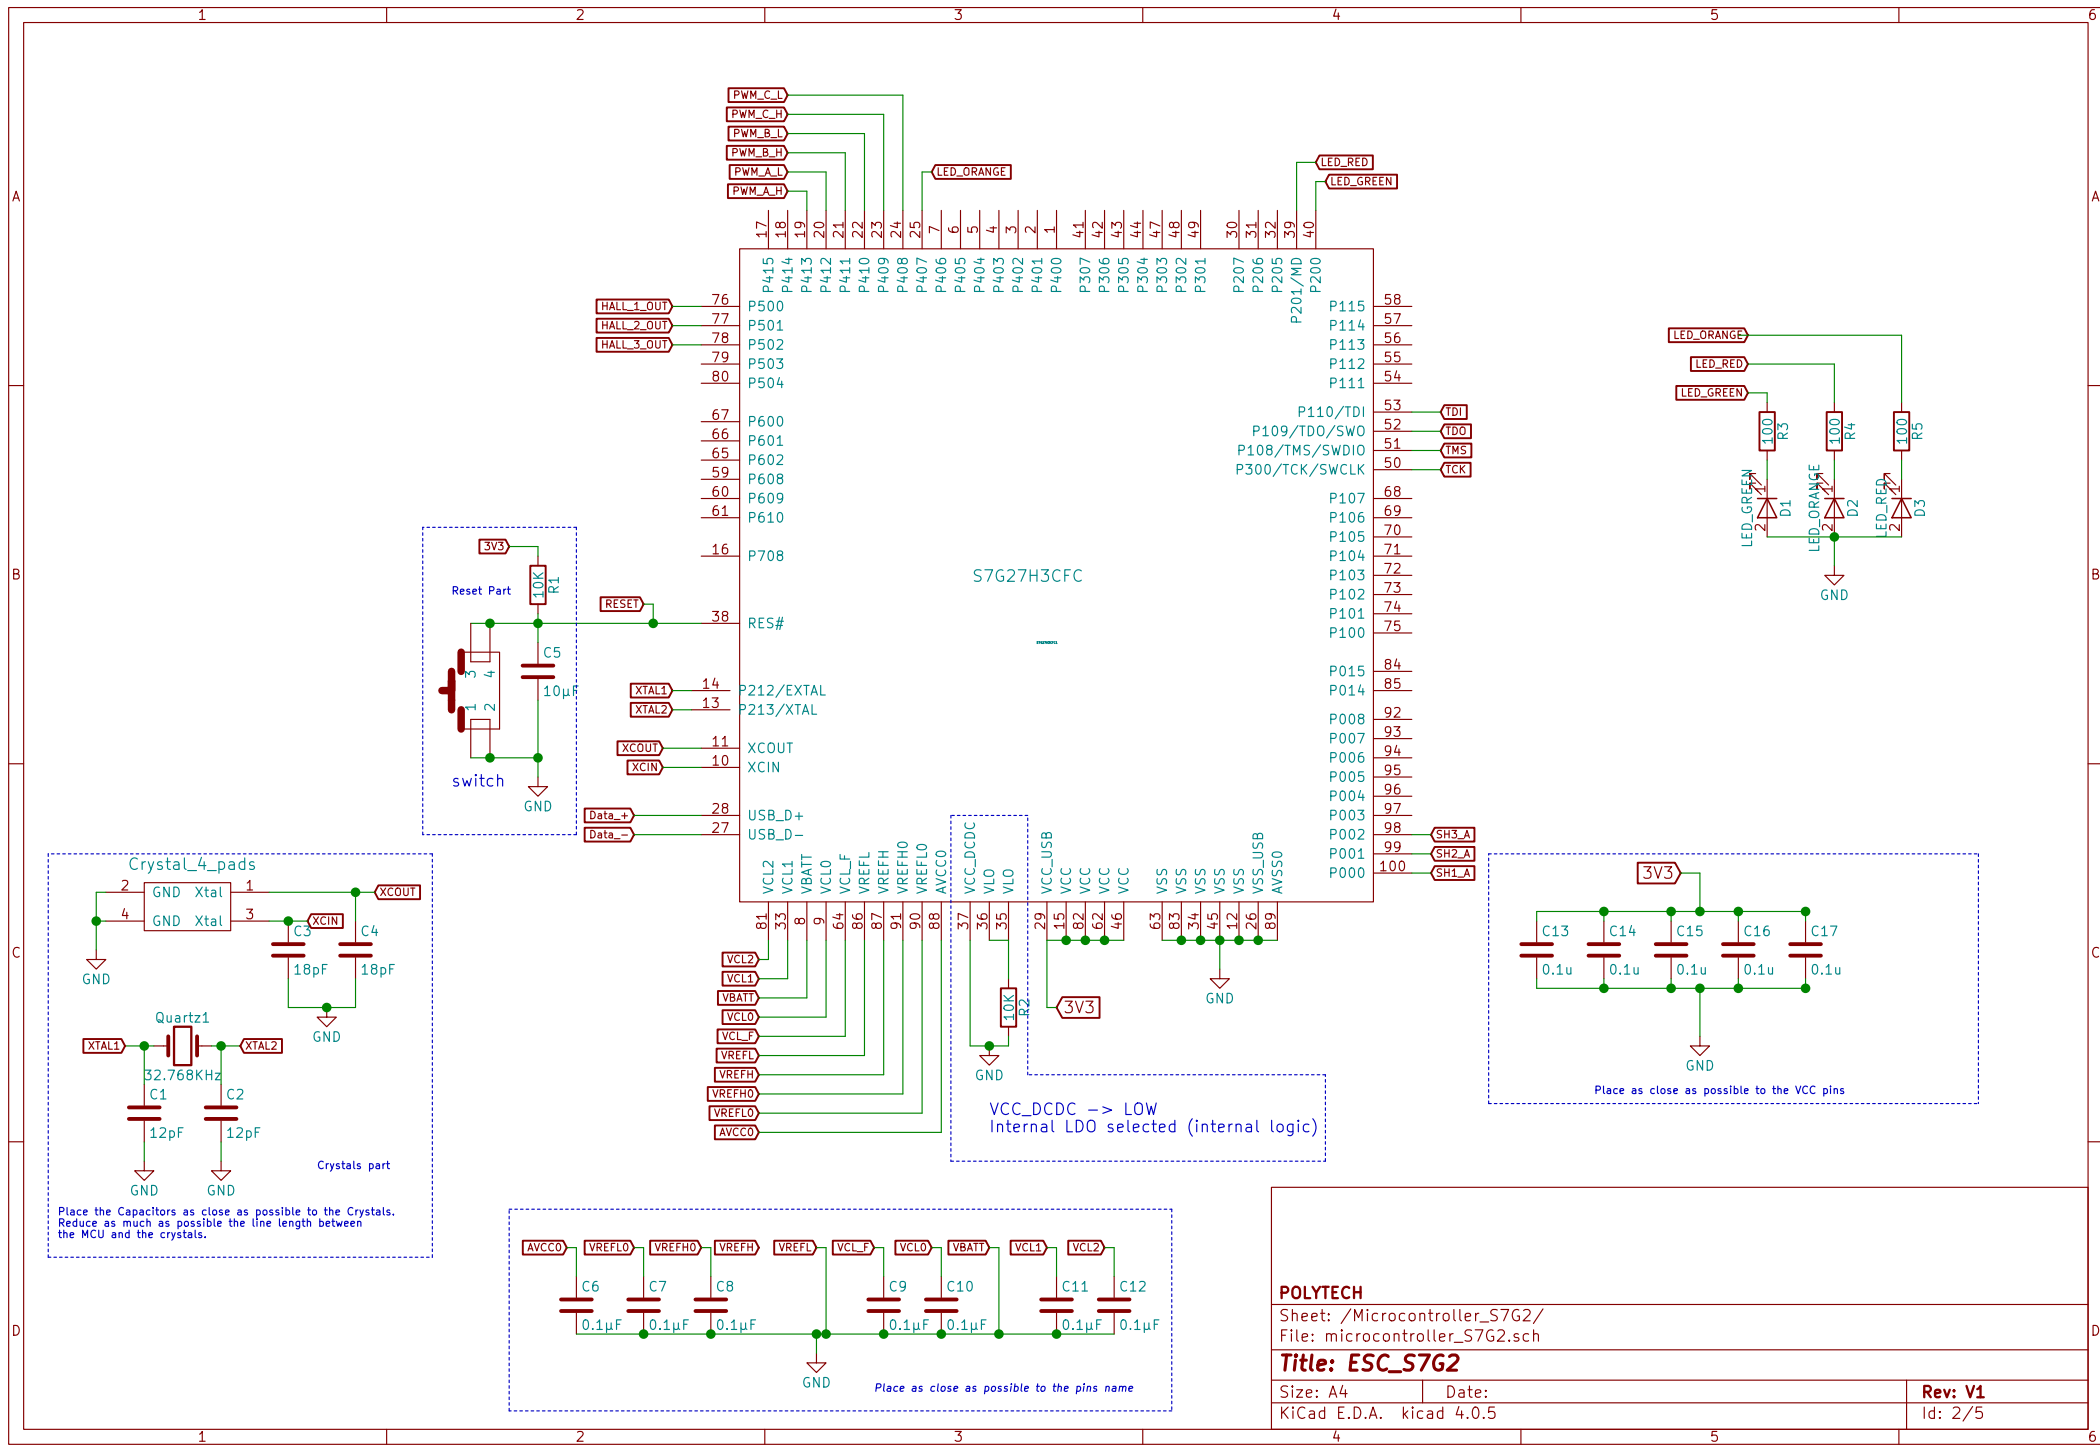 1 2 3 4 5 6
A
B
C
D
A
B
C
D
1 2 3 4 5 6
PWM_C_L
PWM_C_H
PWM_B_L
PWM_B_H
PWM_A_L
PWM_A_H
LED_ORANGE
LED_RED
LED_GREEN
17 18 19 20 21 22 23 24 25 7 6 5 4 3 2 1 41 42 43 44 47 48 49 30 31 32 39 40
P415 P414 P413 P412 P411 P410 P409 P408 P407 P406 P405 P404 P403 P402 P401 P400 P307 P306 P305 P304 P303 P302 P301 P207 P206 P205 P201/MD P200
HALL_1_OUT 76 P500
HALL_2_OUT 77 P501
HALL_3_OUT 78 P502
79 P503
80 P504
67 P600
66 P601
65 P602
59 P608
60 P609
61 P610
16 P708
RESET
38 RES#
XTAL1 14 P212/EXTAL
XTAL2 13 P213/XTAL
XCOUT 11 XCOUT
XCIN 10 XCIN
Data_+ 28 USB_D+
Data_- 27 USB_D-
S7G27H3CFC
P115 58
P114 57
P113 56
P112 55
P111 54
P110/TDI 53 TDI
P109/TDO/SWO 52 TDO
P108/TMS/SWDIO 51 TMS
P300/TCK/SWCLK 50 TCK
P107 68
P106 69
P105 70
P104 71
P103 72
P102 73
P101 74
P100 75
P015 84
P014 85
P008 92
P007 93
P006 94
P005 95
P004 96
P003 97
P002 98 SH3_A
P001 99 SH2_A
P000 100 SH1_A
VCL2 VCL1 VBATT VCL0 VCL_F VREFL VREFH VREFH0 VREFL0 AVCC0 VCC_DCDC VLO VLO VCC_USB VCC VCC VCC VCC VSS VSS VSS VSS VSS VSS_USB AVSS0
81 33 8 9 64 86 87 91 90 88 37 36 35 29 15 82 62 46 63 83 34 45 12 26 89
VCL2
VCL1
VBATT
VCL0
VCL_F
VREFL
VREFH
VREFH0
VREFL0
AVCC0
10K R2
GND
3V3
GND
VCC_DCDC -> LOW
Internal LDO selected (internal logic)
3V3
Reset Part
10K R1
C5
10µF
3 4
1 2
switch
GND
LED_ORANGE
LED_RED
LED_GREEN
100 R3 100 R4 100 R5
LED_GREEN 1 2 D1
LED_ORANGE 1 2 D2
LED_RED 1 2 D3
GND
Crystal_4_pads
2 GND Xtal 1 XCOUT
4 GND Xtal 3 XCIN
C3 C4
18pF 18pF
GND
GND
Quartz1
XTAL1 XTAL2
32.768KHz
C1 C2
12pF 12pF
GND GND
Crystals part
Place the Capacitors as close as possible to the Crystals.
Reduce as much as possible the line length between
the MCU and the crystals.
3V3
C13 C14 C15 C16 C17
0.1u 0.1u 0.1u 0.1u 0.1u
GND
Place as close as possible to the VCC pins
AVCC0 VREFL0 VREFH0 VREFH VREFL VCL_F VCL0 VBATT VCL1 VCL2
C6 C7 C8 C9 C10 C11 C12
0.1µF 0.1µF 0.1µF 0.1µF 0.1µF 0.1µF 0.1µF
GND
Place as close as possible to the pins name
POLYTECH
Sheet: /Microcontroller_S7G2/
File: microcontroller_S7G2.sch
Title: ESC_S7G2
Size: A4 Date: Rev: V1
KiCad E.D.A. kicad 4.0.5 Id: 2/5